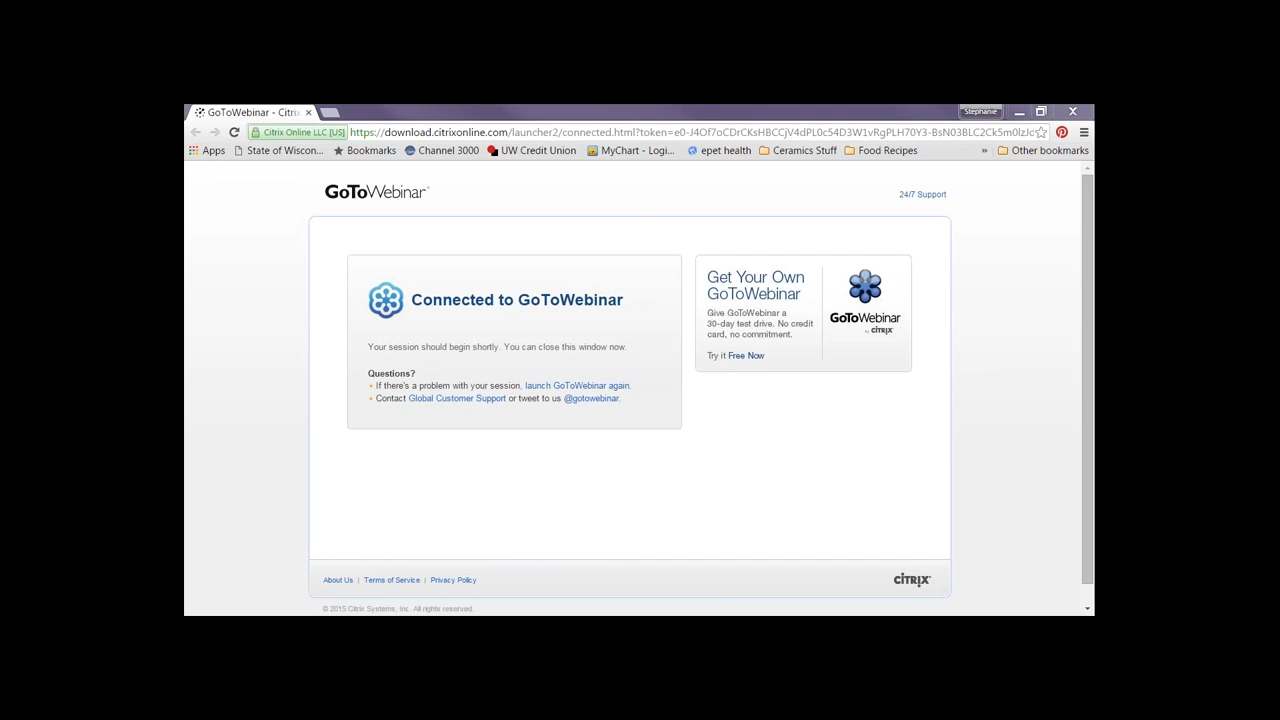 GoToWebinar - Citrix
Stephanie
Citrix Online LLC [US]
https://download.citrixonline.com/launcher2/connected.html?token=
Apps
State of Wiscon...
Bookmarks
Channel 3000
UW Credit Union
MyChart - Logi...
epet health
Ceramics Stuff
Food Recipes
»
Other bookmarks
GoToWebinar
24/7 Support
Connected to GoToWebinar
Your session should begin shortly. You can close this window now.
Questions?
If there's a problem with your session, launch GoToWebinar again.
Contact Global Customer Support or tweet to us @gotowebinar.
Get Your Own
GoToWebinar
Give GoToWebinar a
30-day test drive. No credit
card, no commitment.
Try it Free Now
GoToWebinar
by CITRIX
About Us | Terms of Service | Privacy Policy
CITRIX
© 2015 Citrix Systems, Inc. All rights reserved.